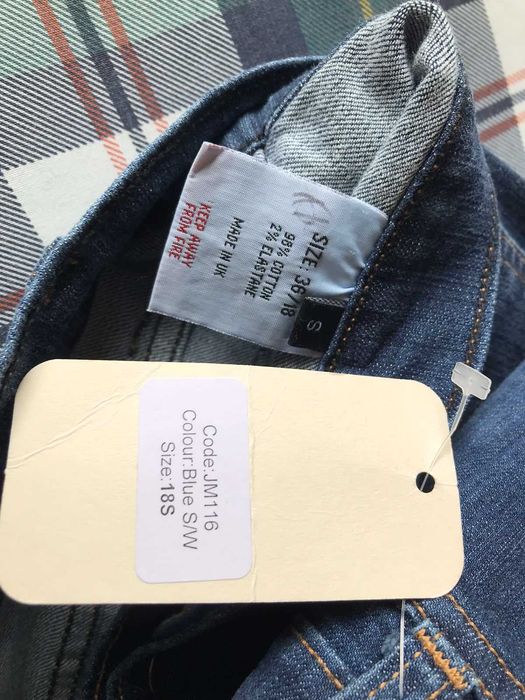 SIZE: 36/18
98% COTTON
2% ELASTANE
MADE IN UK
KEEP AWAY
FROM FIRE
S
Code:JM116
Colour:Blue S/W
Size:18S